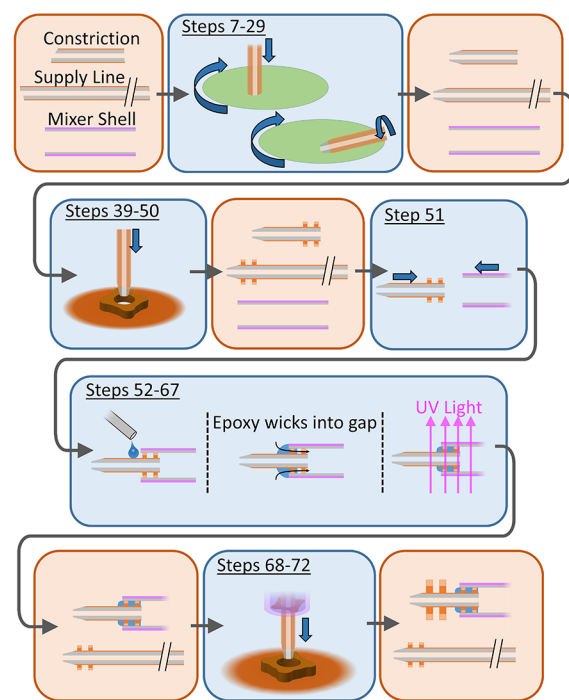 Constriction
Supply Line
Mixer Shell
Steps 7-29
Steps 39-50
Step 51
Steps 52-67
Epoxy wicks into gap
UV Light
Steps 68-72